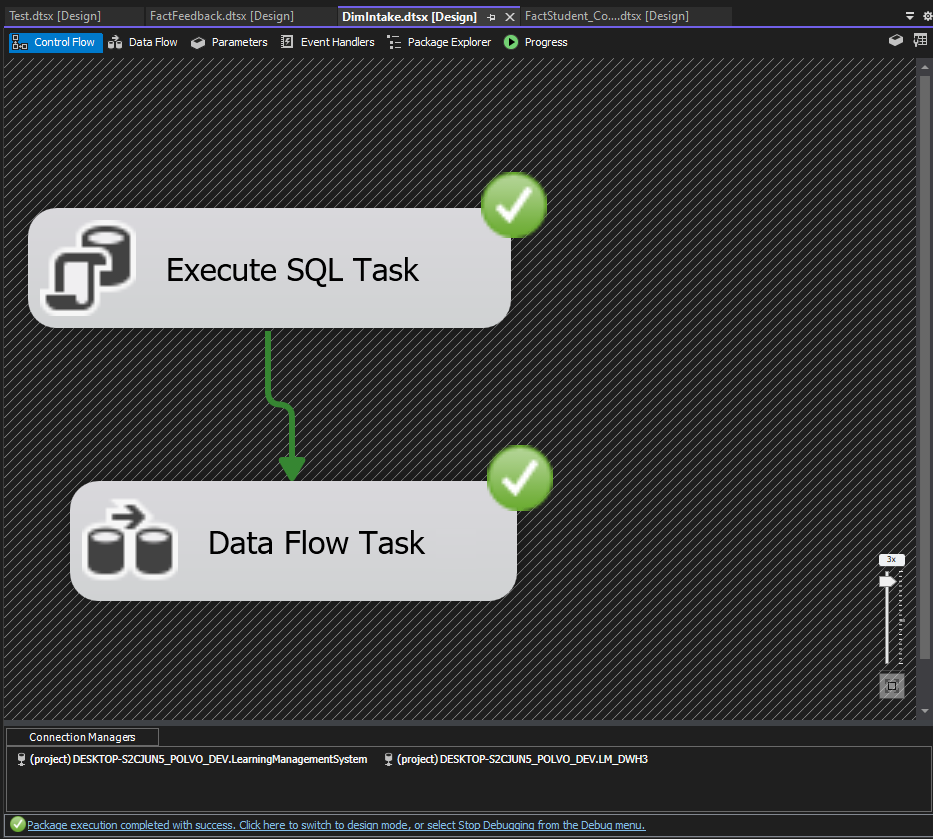 Test.dtsx [Design] FactFeedback.dtsx [Design] DimIntake.dtsx [Design] FactStudent_Co....dtsx [Design]
Control Flow Data Flow Parameters Event Handlers Package Explorer Progress
Execute SQL Task
Data Flow Task
3x
Connection Managers
(project) DESKTOP-S2CJUN5_POLVO_DEV.LearningManagementSystem (project) DESKTOP-S2CJUN5_POLVO_DEV.LM_DWH3
Package execution completed with success. Click here to switch to design mode, or select Stop Debugging from the Debug menu.